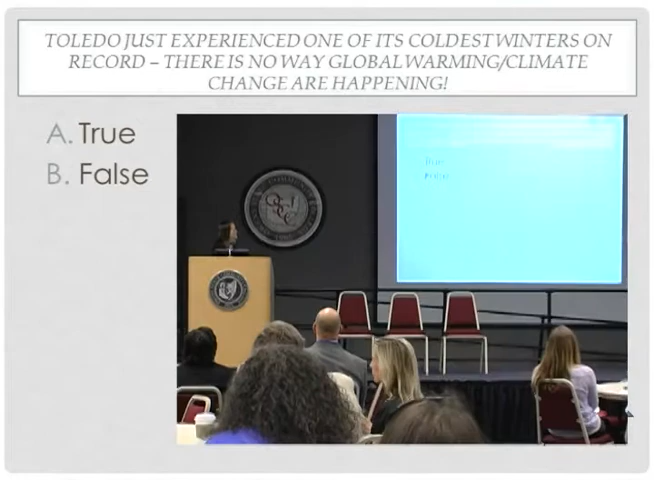 TOLEDO JUST EXPERIENCED ONE OF ITS COLDEST WINTERS ON
RECORD – THERE IS NO WAY GLOBAL WARMING/CLIMATE
CHANGE ARE HAPPENING!
A. True
B. False
True
False